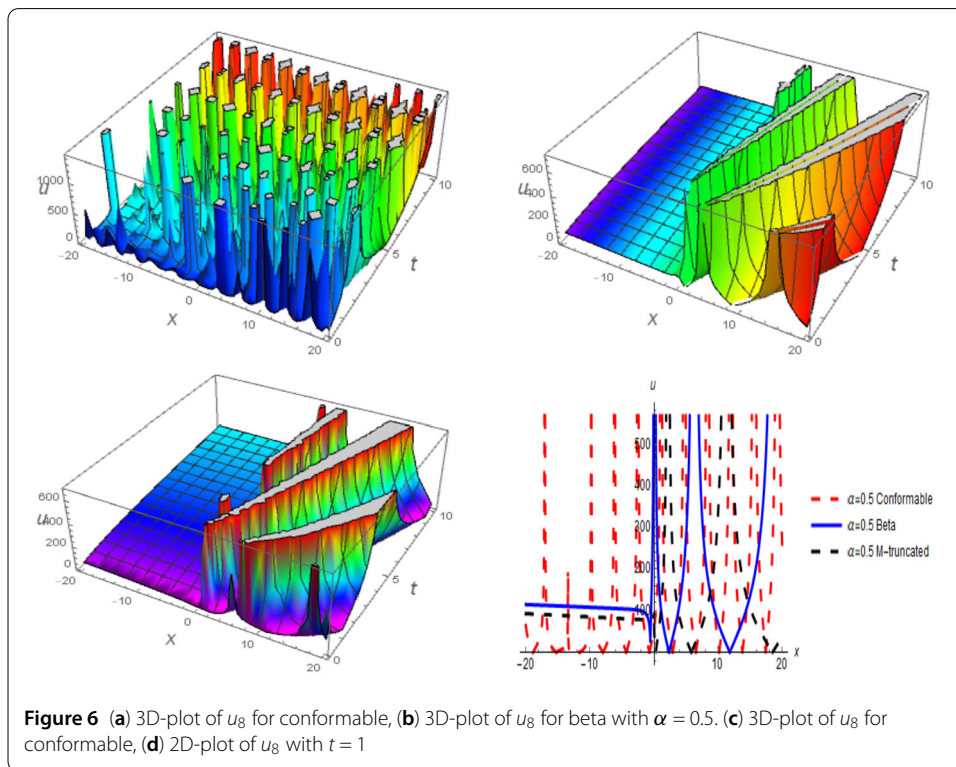 1000
u
500
0
-20
-10
0
X
10
20
0
5
t
10
600
400
u
200
0
-20
-10
0
X
10
20
0
5
t
10
600
400
u
200
0
-20
-10
0
X
10
20
0
5
t
10
u
500
400
300
200
100
-20
-10
10
20
x
α=0.5 Conformable
α=0.5 Beta
α=0.5 M-truncated
Figure 6 (a) 3D-plot of u8 for conformable, (b) 3D-plot of u8 for beta with α = 0.5. (c) 3D-plot of u8 for
conformable, (d) 2D-plot of u8 with t = 1